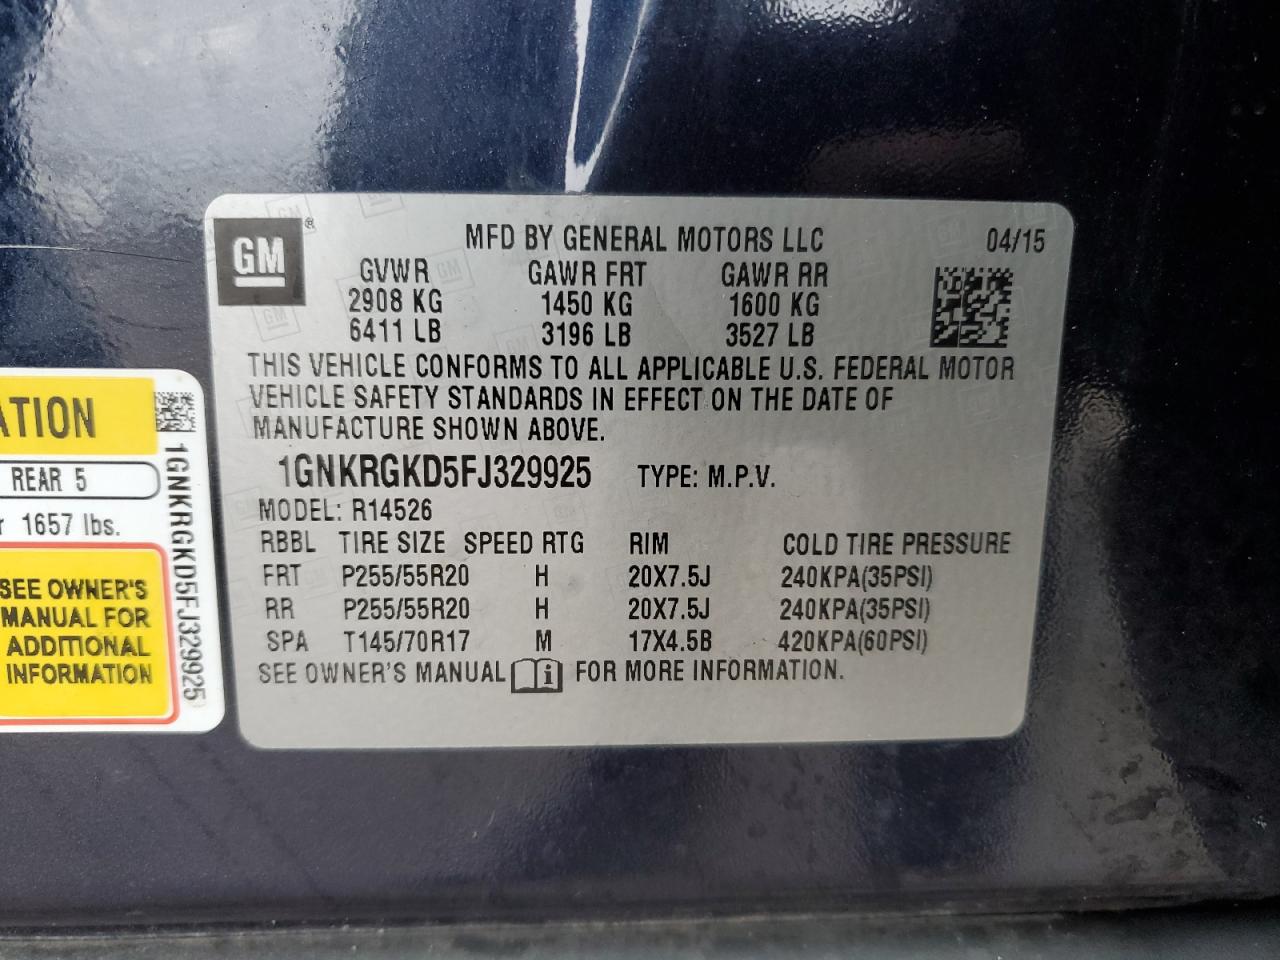 GM ®
MFD BY GENERAL MOTORS LLC 04/15
GVWR GAWR FRT GAWR RR
2908 KG 1450 KG 1600 KG
6411 LB 3196 LB 3527 LB
THIS VEHICLE CONFORMS TO ALL APPLICABLE U.S. FEDERAL MOTOR
VEHICLE SAFETY STANDARDS IN EFFECT ON THE DATE OF
MANUFACTURE SHOWN ABOVE.
1GNKRGKD5FJ329925 TYPE: M.P.V.
MODEL: R14526
RBBL TIRE SIZE SPEED RTG RIM COLD TIRE PRESSURE
FRT P255/55R20 H 20X7.5J 240KPA(35PSI)
RR P255/55R20 H 20X7.5J 240KPA(35PSI)
SPA T145/70R17 M 17X4.5B 420KPA(60PSI)
SEE OWNER'S MANUAL i FOR MORE INFORMATION.
REAR 5
1657 lbs.
SEE OWNER'S
MANUAL FOR
ADDITIONAL
INFORMATION
1GNKRGKD5FJ329925